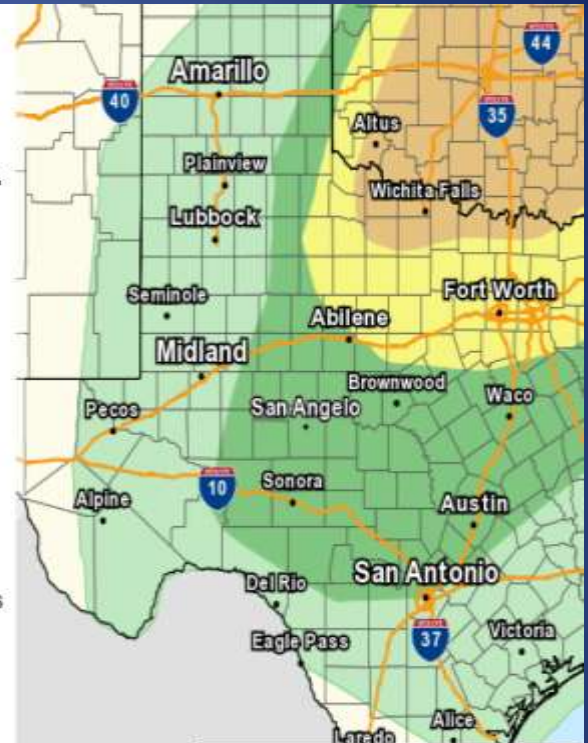 44
Amarillo
40
35
Altus
Plainview
Wichita Falls
Lubbock
Seminole
Fort Worth
Abilene
Midland
Brownwood
Waco
Pecos
San Angelo
10
Sonora
Alpine
Austin
San Antonio
Del Rio
s
37
Victoria
Eagle Pass
Alice
Laredo